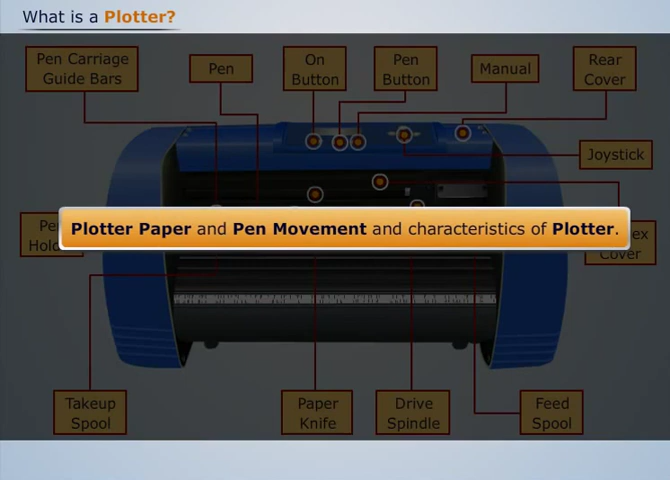 What is a Plotter?
Pen Carriage
Guide Bars
Pen
On
Button
Pen
Button
Manual
Rear
Cover
Joystick
Plotter Paper and Pen Movement and characteristics of Plotter.
Cover
Takeup
Spool
Paper
Knife
Drive
Spindle
Feed
Spool